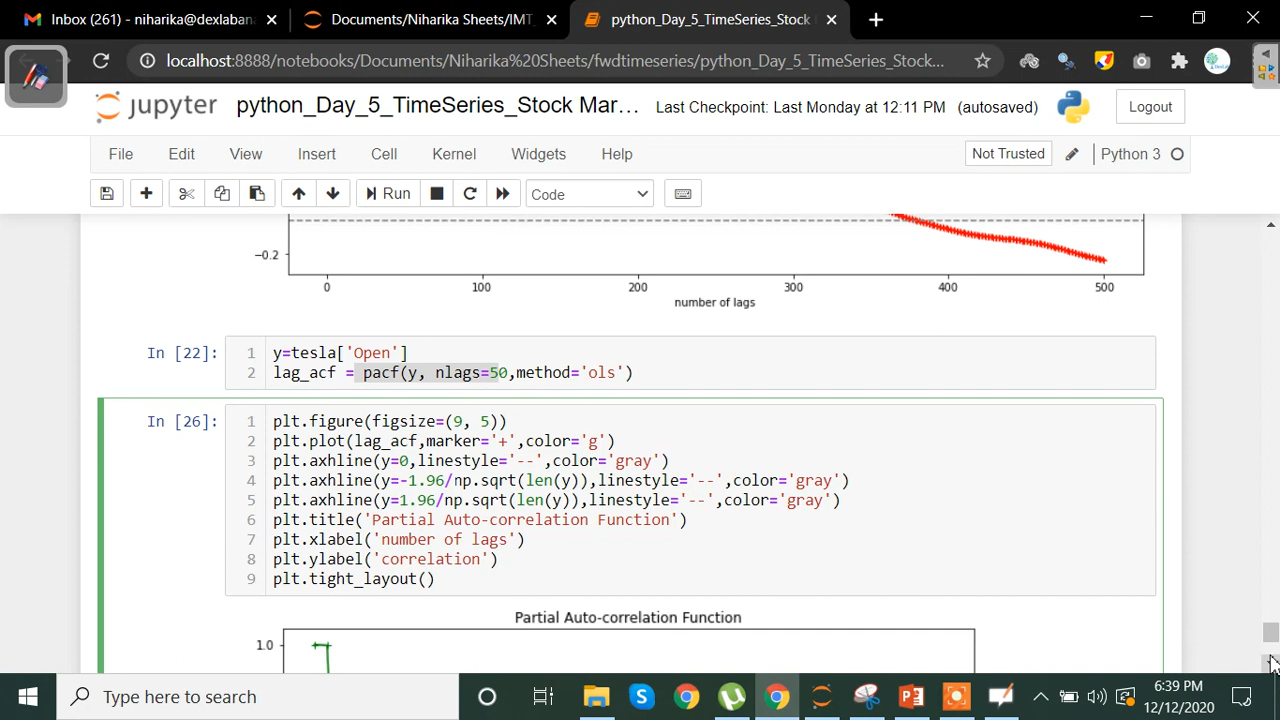 Inbox (261) - niharika@dexlabana
Documents/Niharika Sheets/IMT_
python_Day_5_TimeSeries_Stock
localhost:8888/notebooks/Documents/Niharika%20Sheets/fwdtimeseries/python_Day_5_TimeSeries_Stock...
jupyter python_Day_5_TimeSeries_Stock Mar... Last Checkpoint: Last Monday at 12:11 PM (autosaved) Logout
File Edit View Insert Cell Kernel Widgets Help Not Trusted Python 3
Run Code
−0.2
0 100 200 300 400 500
number of lags
In [22]:
1 y=tesla['Open']
2 lag_acf = pacf(y, nlags=50,method='ols')
In [26]:
1 plt.figure(figsize=(9, 5))
2 plt.plot(lag_acf,marker='+',color='g')
3 plt.axhline(y=0,linestyle='--',color='gray')
4 plt.axhline(y=-1.96/np.sqrt(len(y)),linestyle='--',color='gray')
5 plt.axhline(y=1.96/np.sqrt(len(y)),linestyle='--',color='gray')
6 plt.title('Partial Auto-correlation Function')
7 plt.xlabel('number of lags')
8 plt.ylabel('correlation')
9 plt.tight_layout()
Partial Auto-correlation Function
1.0
Type here to search
6:39 PM
12/12/2020